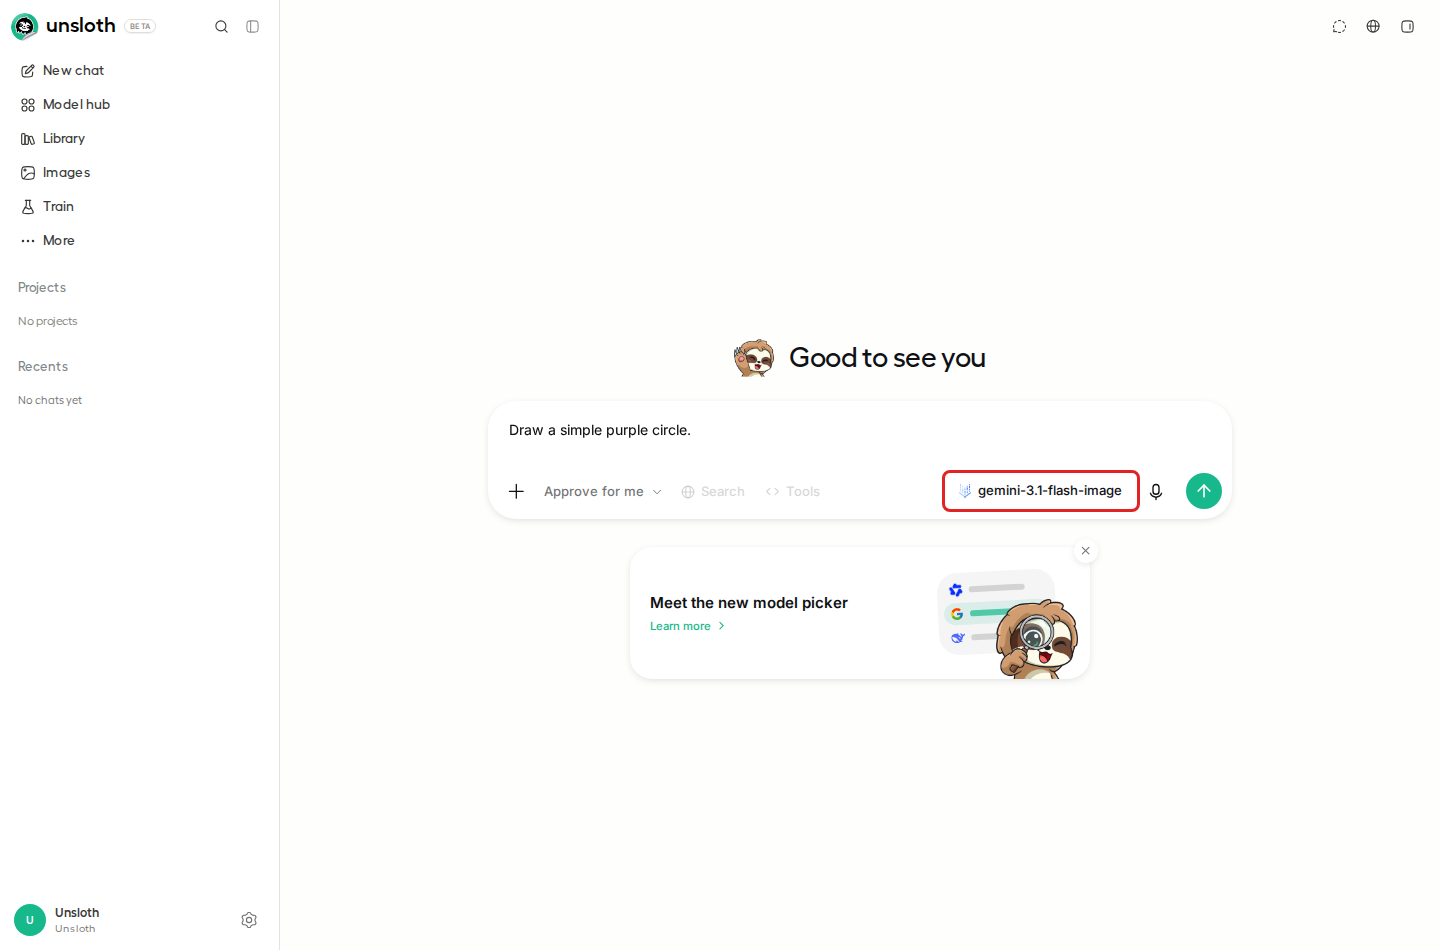 unsloth BETA
New chat
Model hub
Library
Images
Train
More
Projects
No projects
Recents
No chats yet
Good to see you
Draw a simple purple circle.
Approve for me Search Tools gemini-3.1-flash-image
Meet the new model picker
Learn more
U
Unsloth
Unsloth